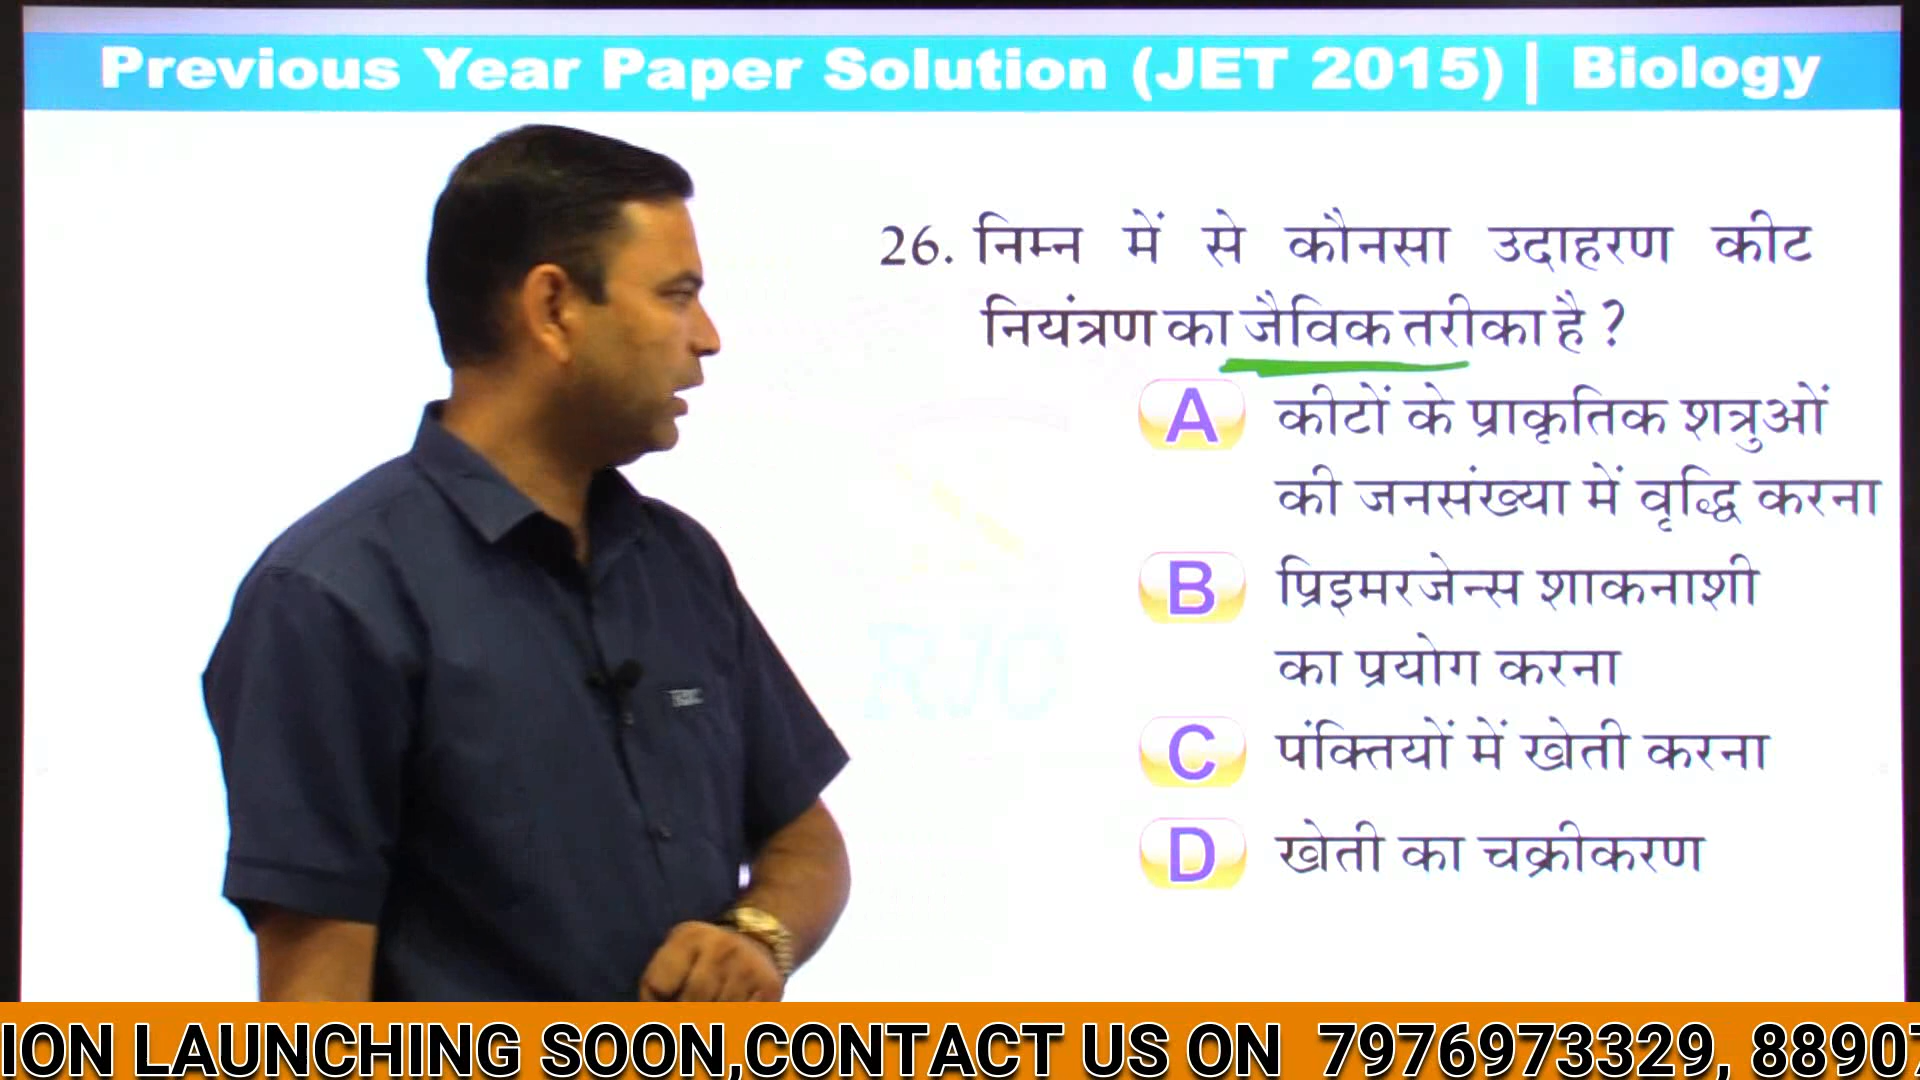 Previous Year Paper Solution (JET 2015) | Biology
26. निम्न में से कौनसा उदाहरण कीट
नियंत्रण का जैविक तरीका है ?
A कीटों के प्राकृतिक शत्रुओं
की जनसंख्या में वृद्धि करना
B प्रिइमरजेन्स शाकनाशी
का प्रयोग करना
C पंक्तियों में खेती करना
D खेती का चक्रीकरण
RJC
ION LAUNCHING SOON,CONTACT US ON 7976973329, 8890